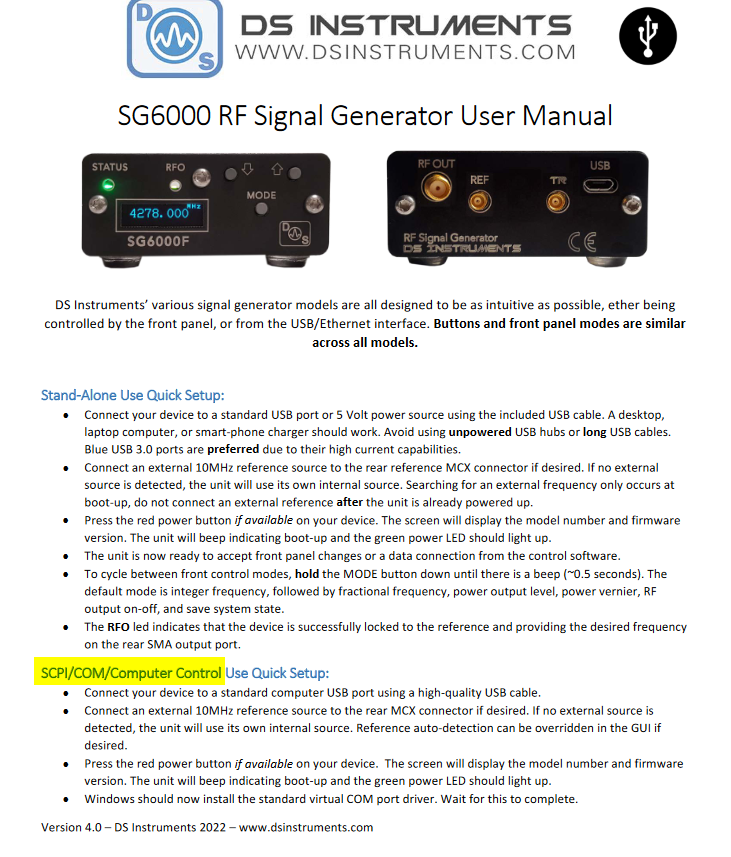 D
S
DS INSTRUMENTS
WWW.DSINSTRUMENTS.COM
SG6000 RF Signal Generator User Manual
STATUS
RFO
MODE
4278.000 MHz
SG6000F
D
S
RF OUT
REF
TR
USB
RF Signal Generator
DS INSTRUMENTS
CE
DS Instruments’ various signal generator models are all designed to be as intuitive as possible, ether being
controlled by the front panel, or from the USB/Ethernet interface. Buttons and front panel modes are similar
across all models.
Stand-Alone Use Quick Setup:
• Connect your device to a standard USB port or 5 Volt power source using the included USB cable. A desktop,
laptop computer, or smart-phone charger should work. Avoid using unpowered USB hubs or long USB cables.
Blue USB 3.0 ports are preferred due to their high current capabilities.
• Connect an external 10MHz reference source to the rear reference MCX connector if desired. If no external
source is detected, the unit will use its own internal source. Searching for an external frequency only occurs at
boot-up, do not connect an external reference after the unit is already powered up.
• Press the red power button if available on your device. The screen will display the model number and firmware
version. The unit will beep indicating boot-up and the green power LED should light up.
• The unit is now ready to accept front panel changes or a data connection from the control software.
• To cycle between front control modes, hold the MODE button down until there is a beep (~0.5 seconds). The
default mode is integer frequency, followed by fractional frequency, power output level, power vernier, RF
output on-off, and save system state.
• The RFO led indicates that the device is successfully locked to the reference and providing the desired frequency
on the rear SMA output port.
SCPI/COM/Computer Control Use Quick Setup:
• Connect your device to a standard computer USB port using a high-quality USB cable.
• Connect an external 10MHz reference source to the rear MCX connector if desired. If no external source is
detected, the unit will use its own internal source. Reference auto-detection can be overridden in the GUI if
desired.
• Press the red power button if available on your device.  The screen will display the model number and firmware
version. The unit will beep indicating boot-up and the green power LED should light up.
• Windows should now install the standard virtual COM port driver. Wait for this to complete.
Version 4.0 – DS Instruments 2022 – www.dsinstruments.com